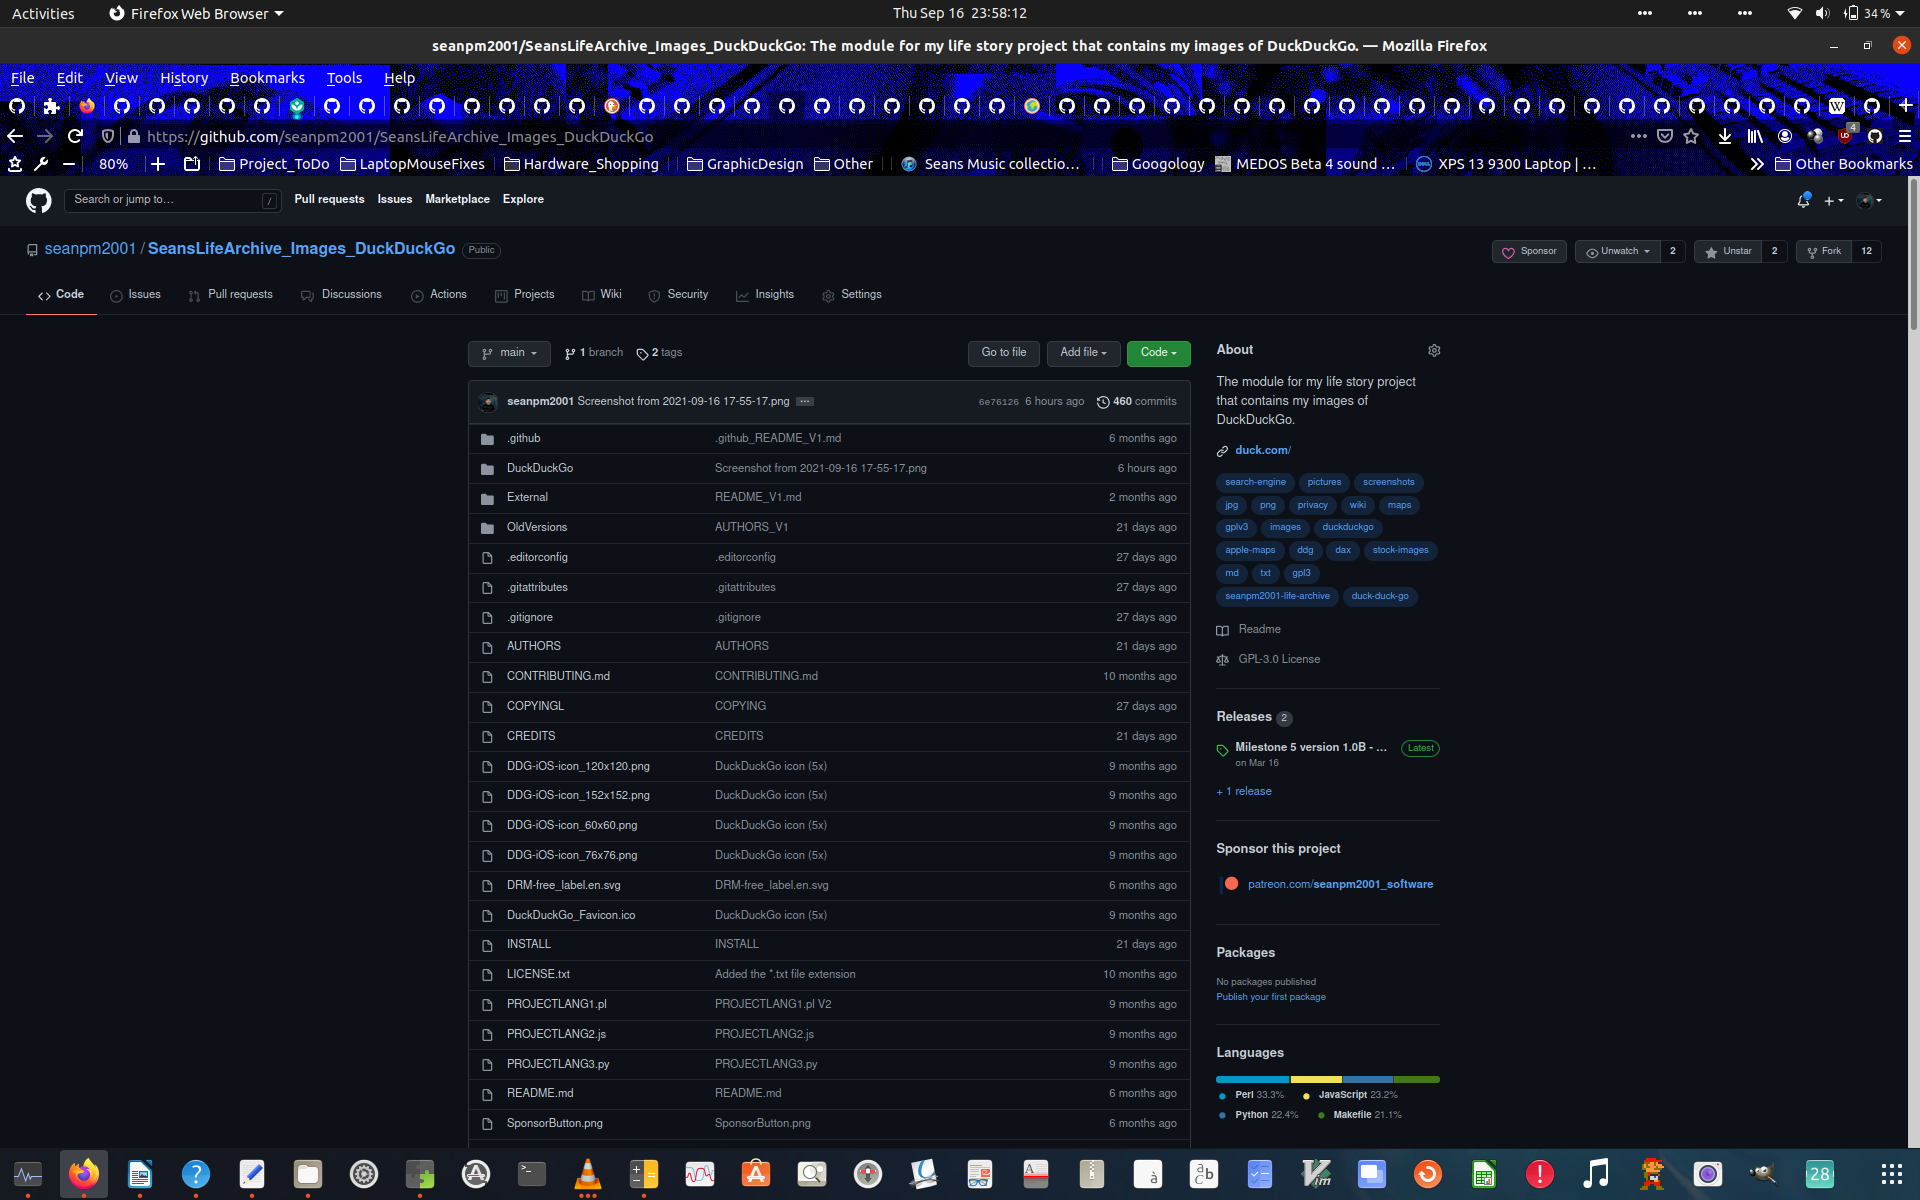 Activities Firefox Web Browser Thu Sep 16 23:58:12 34 %
seanpm2001/SeansLifeArchive_Images_DuckDuckGo: The module for my life story project that contains my images of DuckDuckGo. — Mozilla Firefox
File Edit View History Bookmarks Tools Help
https://github.com/seanpm2001/SeansLifeArchive_Images_DuckDuckGo 4
80% Project_ToDo LaptopMouseFixes Hardware_Shopping GraphicDesign Other Seans Music collectio… Googology MEDOS Beta 4 sound … XPS 13 9300 Laptop | … Other Bookmarks
Search or jump to… / Pull requests Issues Marketplace Explore
seanpm2001 / SeansLifeArchive_Images_DuckDuckGo Public Sponsor Unwatch 2 Unstar 2 Fork 12
Code Issues Pull requests Discussions Actions Projects Wiki Security Insights Settings
main 1 branch 2 tags Go to file Add file Code
seanpm2001 Screenshot from 2021-09-16 17-55-17.png ... 6e76126 6 hours ago 460 commits
.github .github_README_V1.md 6 months ago
DuckDuckGo Screenshot from 2021-09-16 17-55-17.png 6 hours ago
External README_V1.md 2 months ago
OldVersions AUTHORS_V1 21 days ago
.editorconfig .editorconfig 27 days ago
.gitattributes .gitattributes 27 days ago
.gitignore .gitignore 27 days ago
AUTHORS AUTHORS 21 days ago
CONTRIBUTING.md CONTRIBUTING.md 10 months ago
COPYINGL COPYING 27 days ago
CREDITS CREDITS 21 days ago
DDG-iOS-icon_120x120.png DuckDuckGo icon (5x) 9 months ago
DDG-iOS-icon_152x152.png DuckDuckGo icon (5x) 9 months ago
DDG-iOS-icon_60x60.png DuckDuckGo icon (5x) 9 months ago
DDG-iOS-icon_76x76.png DuckDuckGo icon (5x) 9 months ago
DRM-free_label.en.svg DRM-free_label.en.svg 6 months ago
DuckDuckGo_Favicon.ico DuckDuckGo icon (5x) 9 months ago
INSTALL INSTALL 21 days ago
LICENSE.txt Added the *.txt file extension 10 months ago
PROJECTLANG1.pl PROJECTLANG1.pl V2 9 months ago
PROJECTLANG2.js PROJECTLANG2.js 9 months ago
PROJECTLANG3.py PROJECTLANG3.py 9 months ago
README.md README.md 6 months ago
SponsorButton.png SponsorButton.png 6 months ago
About
The module for my life story project
that contains my images of
DuckDuckGo.
duck.com/
search-engine pictures screenshots
jpg png privacy wiki maps
gplv3 images duckduckgo
apple-maps ddg dax stock-images
md txt gpl3
seanpm2001-life-archive duck-duck-go
Readme
GPL-3.0 License
Releases 2
Milestone 5 version 1.0B - ... Latest
on Mar 16
+ 1 release
Sponsor this project
patreon.com/seanpm2001_software
Packages
No packages published
Publish your first package
Languages
Perl 33.3% JavaScript 23.2%
Python 22.4% Makefile 21.1%
28